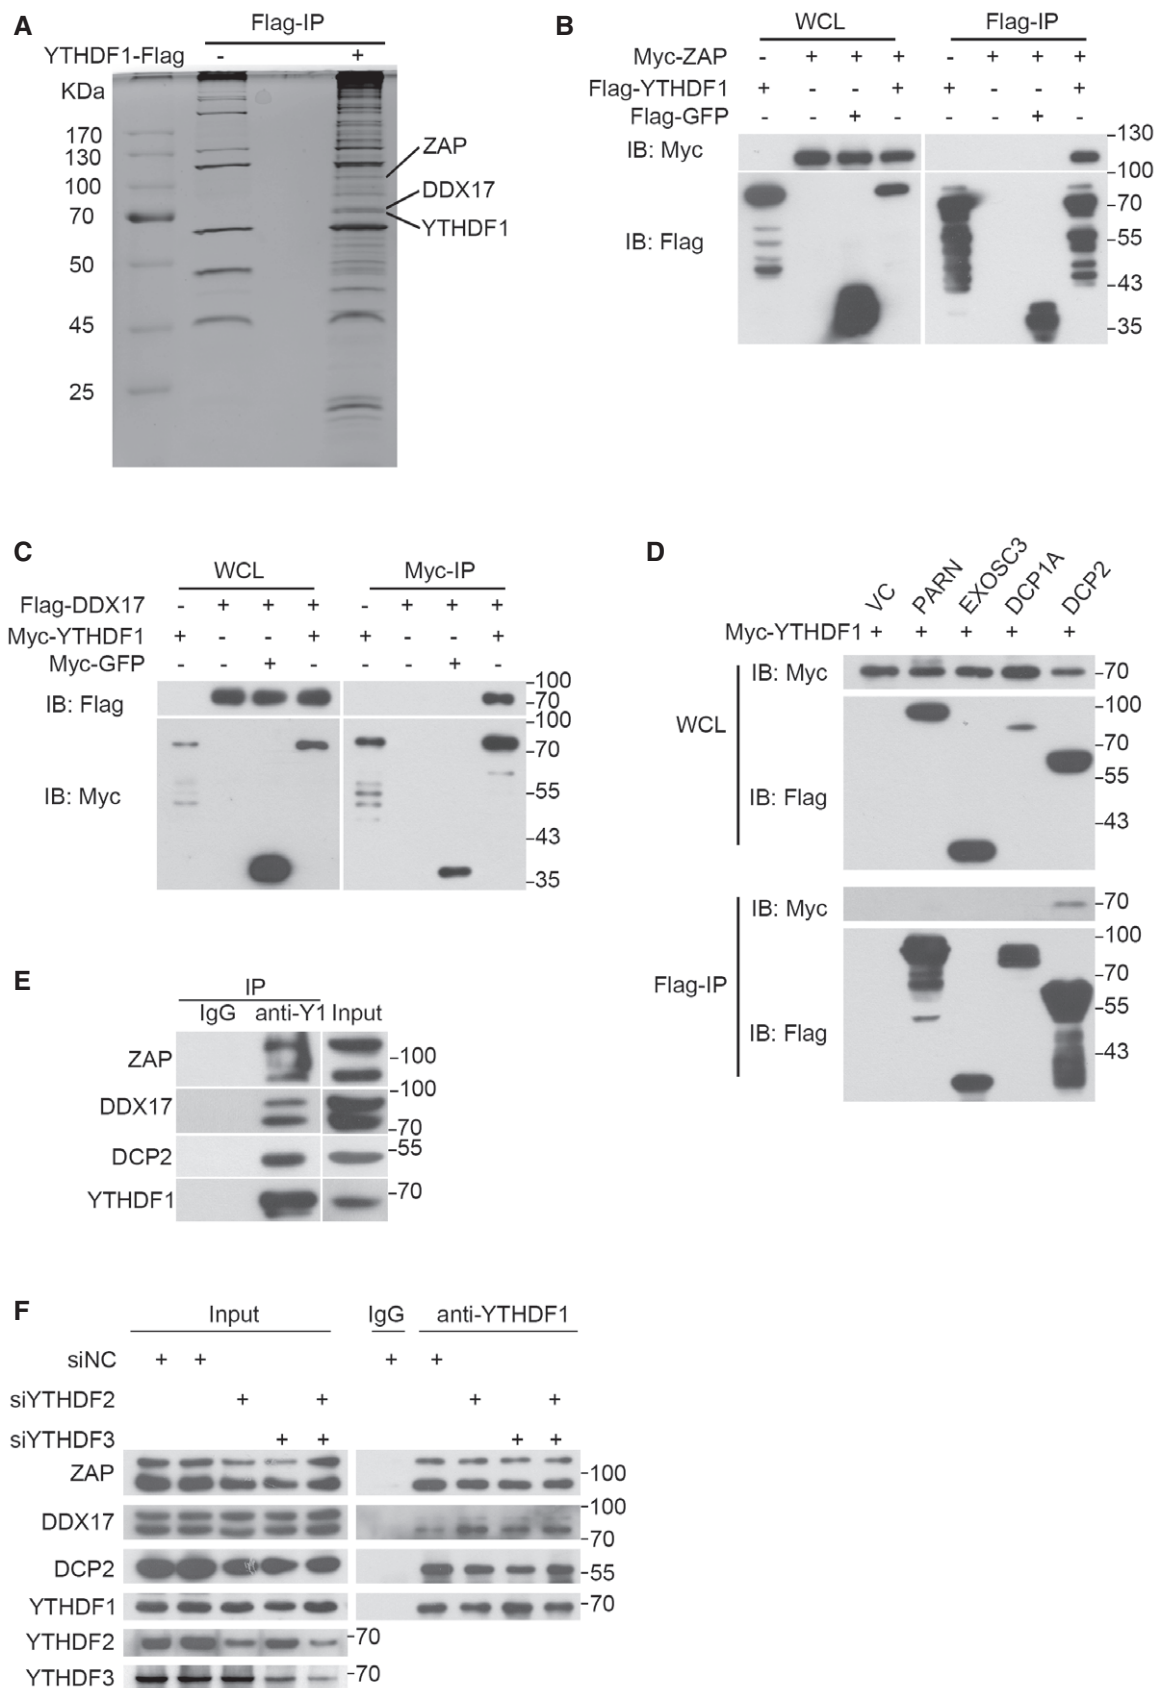 A
Flag-IP
YTHDF1-Flag - +
KDa
170
130
100
70
50
45
25
ZAP
DDX17
YTHDF1
B
WCL Flag-IP
Myc-ZAP - + + + - + + +
Flag-YTHDF1 + - - + + - - +
Flag-GFP - - + - - - + -
IB: Myc
IB: Flag
-130
-100
-70
-55
-43
-35
C
WCL Myc-IP
Flag-DDX17 - + + + - + + +
Myc-YTHDF1 + - - + + - - +
Myc-GFP - - + - - - + -
IB: Flag
IB: Myc
-100
-70
-100
-70
-55
-43
-35
D
VC PARN EXOSC3 DCP1A DCP2
Myc-YTHDF1 + + + + +
WCL
IB: Myc -70
IB: Flag
-100
-70
-55
-43
Flag-IP
IB: Myc -70
IB: Flag
-100
-70
-55
-43
E
IP
IgG anti-Y1 Input
ZAP -100
-100
DDX17
-70
-55
DCP2
YTHDF1 -70
F
Input IgG anti-YTHDF1
siNC + + + +
siYTHDF2 + + + +
siYTHDF3 + + + +
ZAP -100
-100
DDX17
-70
DCP2 -55
YTHDF1 -70
YTHDF2 -70
YTHDF3 -70